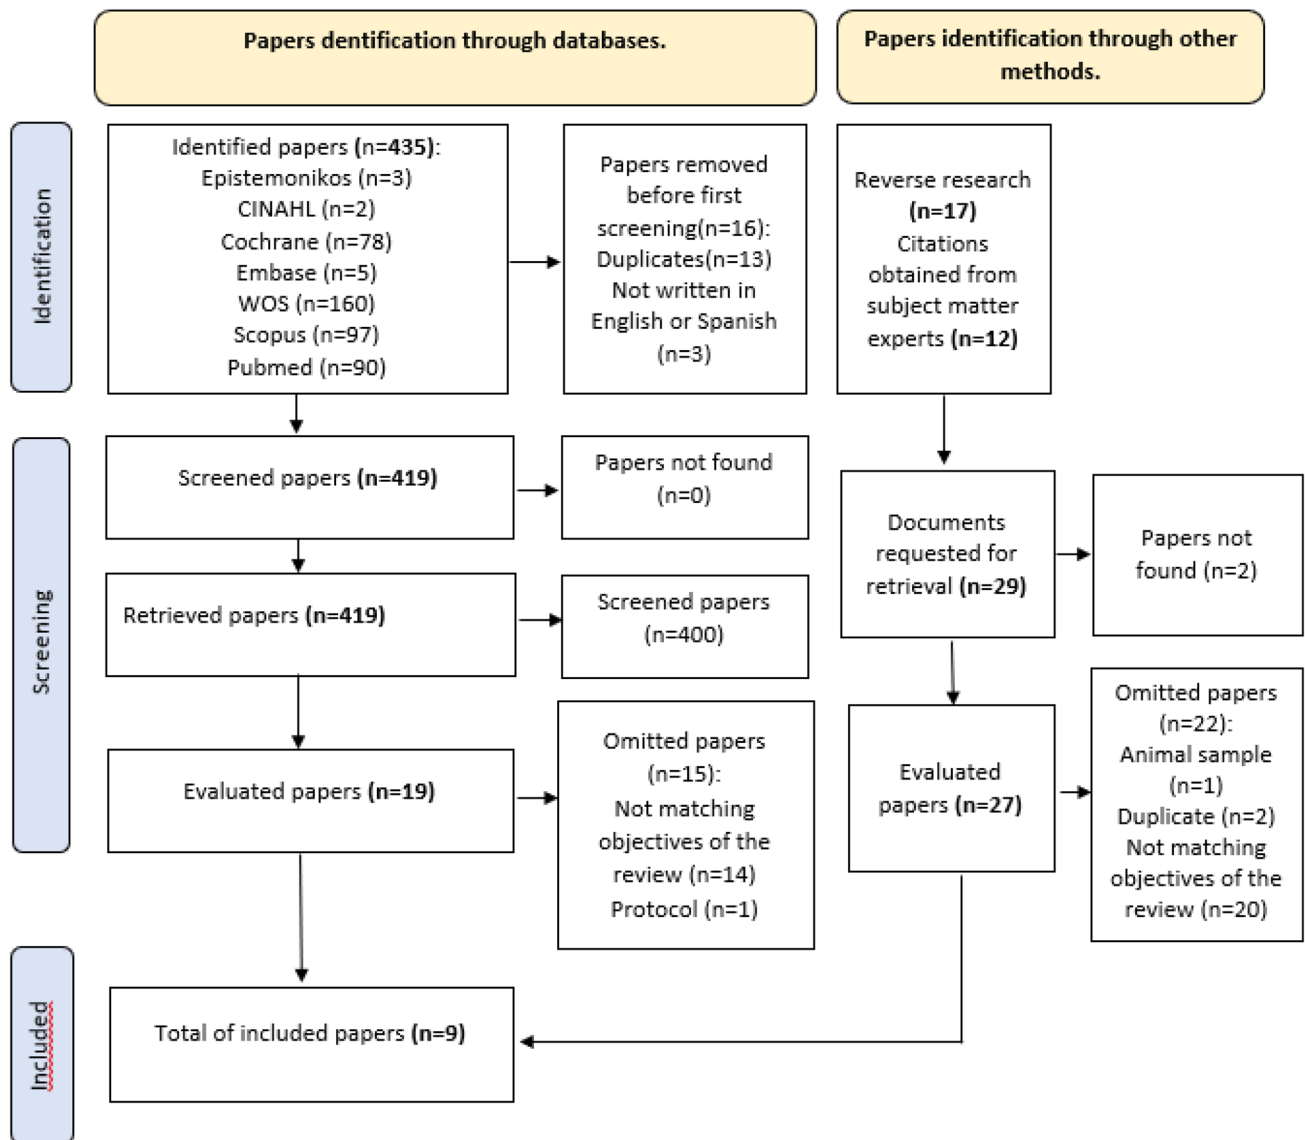 Papers dentification through databases.
Papers identification through other
methods.
Identification
Identified papers (n=435):
Epistemonikos (n=3)
CINAHL (n=2)
Cochrane (n=78)
Embase (n=5)
WOS (n=160)
Scopus (n=97)
Pubmed (n=90)
Papers removed
before first
screening(n=16):
Duplicates(n=13)
Not written in
English or Spanish
(n=3)
Reverse research
(n=17)
Citations
obtained from
subject matter
experts (n=12)
Screening
Screened papers (n=419)
Papers not found
(n=0)
Documents
requested for
retrieval (n=29)
Papers not
found (n=2)
Retrieved papers (n=419)
Screened papers
(n=400)
Evaluated papers (n=19)
Omitted papers
(n=15):
Not matching
objectives of the
review (n=14)
Protocol (n=1)
Evaluated
papers (n=27)
Omitted papers
(n=22):
Animal sample
(n=1)
Duplicate (n=2)
Not matching
objectives of the
review (n=20)
Included
Total of included papers (n=9)